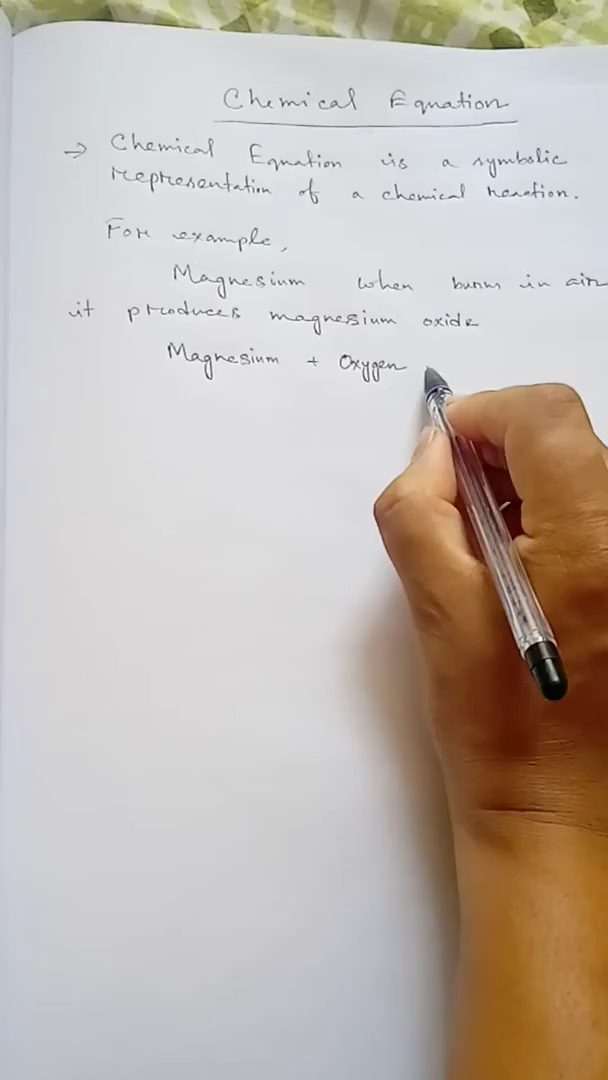 Chemical Equation
→ Chemical Equation is a symbolic
representation of a chemical reaction.
For example,
Magnesium when burns in air
it produces magnesium oxide
Magnesium + Oxygen